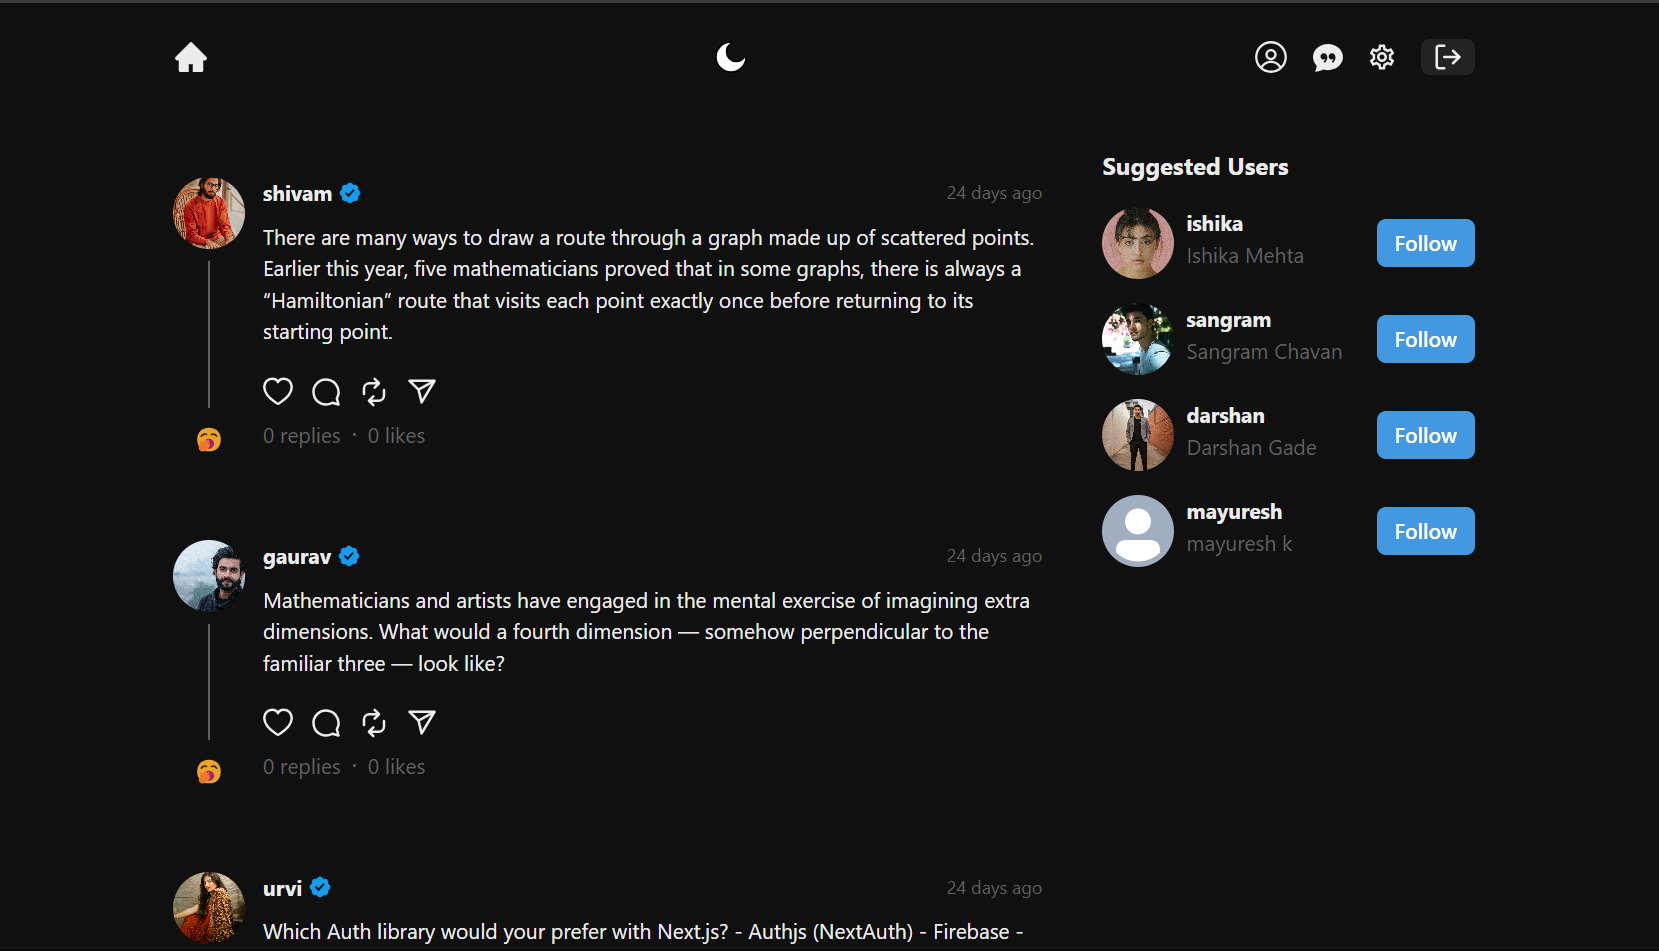 shivam
24 days ago
There are many ways to draw a route through a graph made up of scattered points.
Earlier this year, five mathematicians proved that in some graphs, there is always a
“Hamiltonian” route that visits each point exactly once before returning to its
starting point.
0 replies · 0 likes
gaurav
24 days ago
Mathematicians and artists have engaged in the mental exercise of imagining extra
dimensions. What would a fourth dimension — somehow perpendicular to the
familiar three — look like?
0 replies · 0 likes
urvi
24 days ago
Which Auth library would your prefer with Next.js? - Authjs (NextAuth) - Firebase -
Suggested Users
ishika
Ishika Mehta
Follow
sangram
Sangram Chavan
Follow
darshan
Darshan Gade
Follow
mayuresh
mayuresh k
Follow